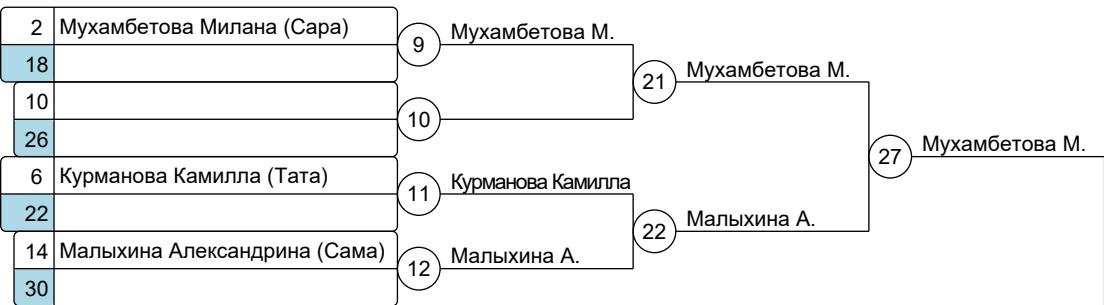 2 Мухамбетова Милана (Сара)
9 Мухамбетова М.
18
21 Мухамбетова М.
10
10
26
27 Мухамбетова М.
6 Курманова Камилла (Тата)
11 Курманова Камилла
22
22 Малыхина А.
14 Малыхина Александрина (Сама)
12 Малыхина А.
30